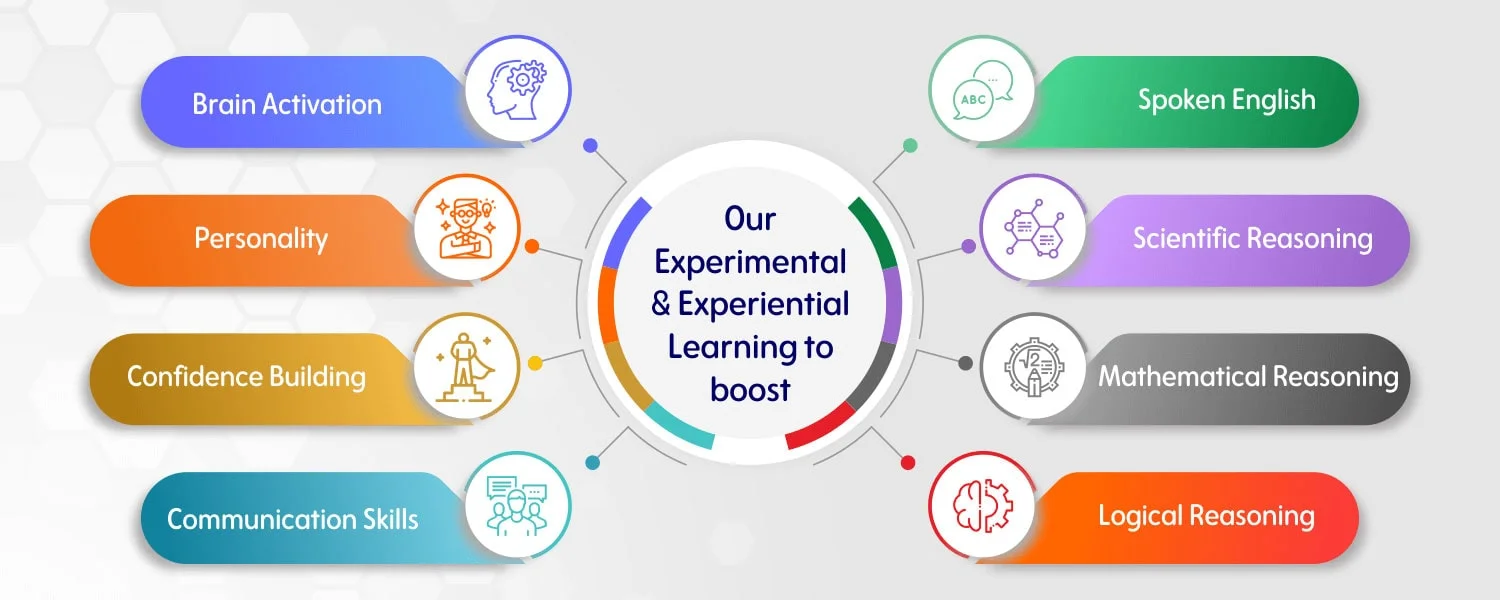 Brain Activation
Personality
Confidence Building
Communication Skills
Our
Experimental
& Experiential
Learning to
boost
ABC
Spoken English
Scientific Reasoning
√2
Mathematical Reasoning
Logical Reasoning